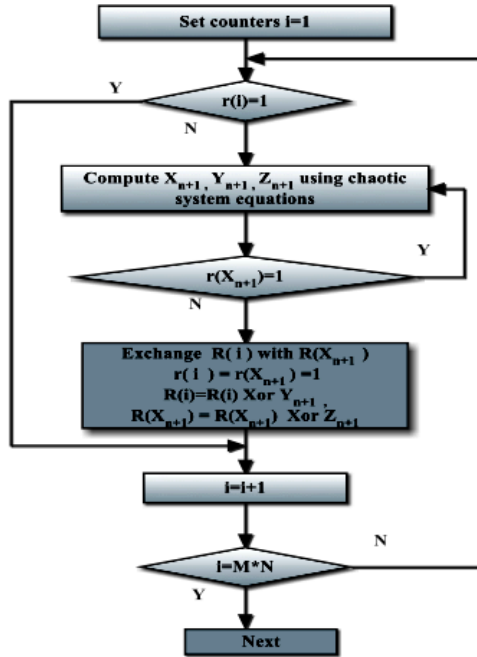 Set counters i=1
Y
r(i)=1
N
Compute Xn+1, Yn+1, Zn+1 using chaotic
system equations
Y
r(Xn+1)=1
N
Exchange R( i ) with R(Xn+1 )
r( i ) = r(Xn+1 ) =1
R(i)=R(i) Xor Yn+1 ,
R(Xn+1) = R(Xn+1) Xor Zn+1
i=i+1
N
i=M*N
Y
Next